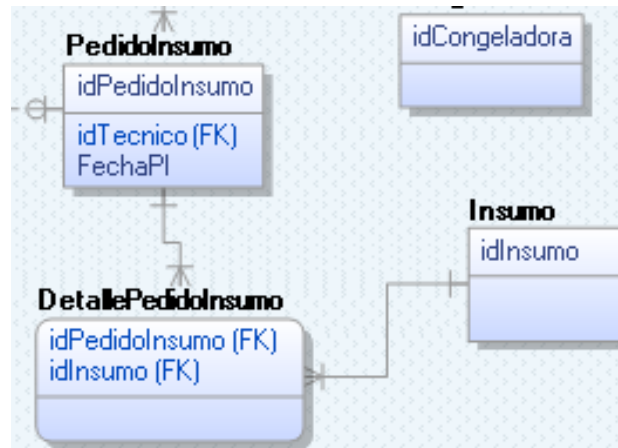 PedidoInsumo
idPedidoInsumo
idTecnico (FK)
FechaPI
idCongeladora
Insumo
idInsumo
DetallePedidoInsumo
idPedidoInsumo (FK)
idInsumo (FK)